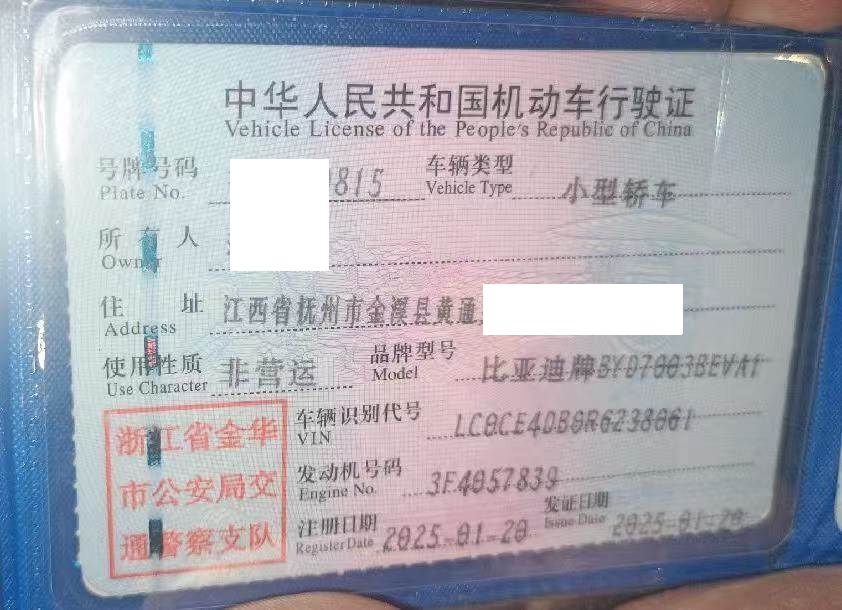 中华人民共和国机动车行驶证
Vehicle License of the People's Republic of China
号牌号码 815 车辆类型 小型轿车
Plate No. Vehicle Type
所有人
Owner
住址 江西省抚州市金溪县黄通
Address
使用性质 非营运 品牌型号 比亚迪牌BYD7003BEVA1
Use Character Model
浙江省金华
市公安局交
通警察支队
车辆识别代号 LC0CE4DB0R6238061
VIN
发动机号码 3F4057839
Engine No.
注册日期 2025-01-20 发证日期 2025-01-20
Register Date Issue Date